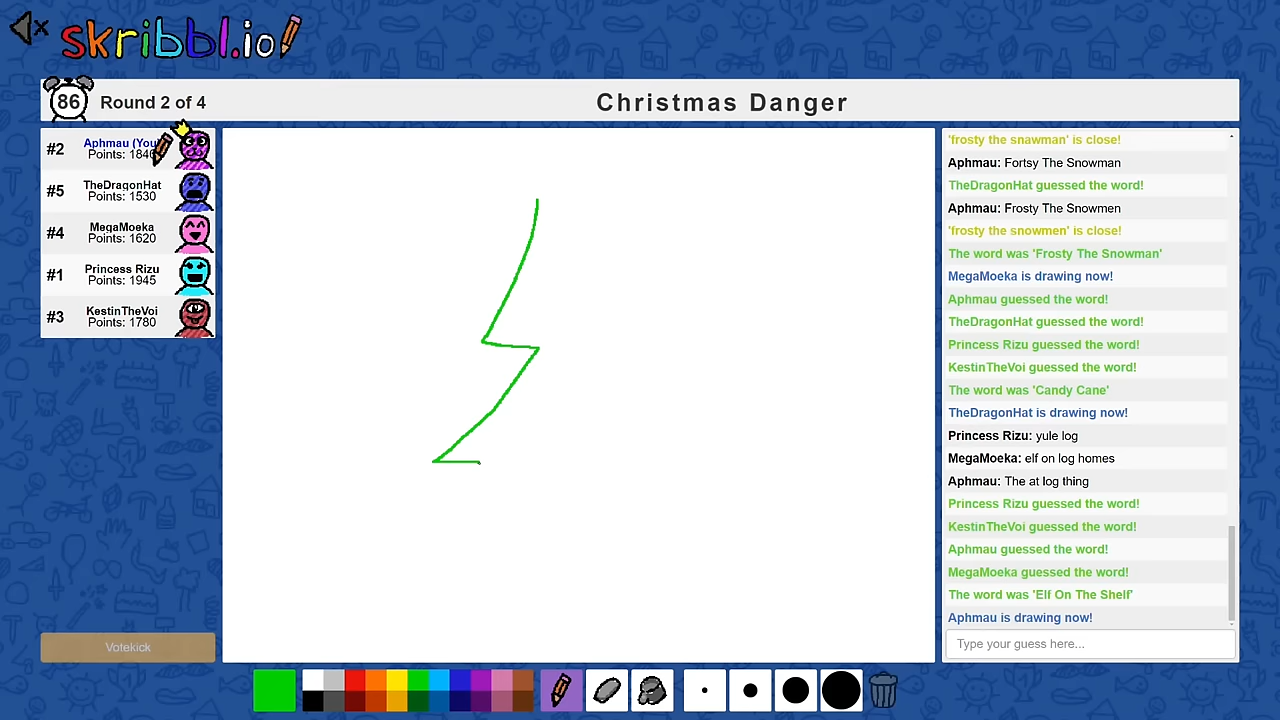 skribbl.io
86
Round 2 of 4
Christmas Danger
#2
Aphmau (You
Points: 1840
#5
TheDragonHat
Points: 1530
#4
MegaMoeka
Points: 1620
#1
Princess Rizu
Points: 1945
#3
KestinTheVoi
Points: 1780
Votekick
'frosty the snawman' is close!
Aphmau: Fortsy The Snowman
TheDragonHat guessed the word!
Aphmau: Frosty The Snowmen
'frosty the snowmen' is close!
The word was 'Frosty The Snowman'
MegaMoeka is drawing now!
Aphmau guessed the word!
TheDragonHat guessed the word!
Princess Rizu guessed the word!
KestinTheVoi guessed the word!
The word was 'Candy Cane'
TheDragonHat is drawing now!
Princess Rizu: yule log
MegaMoeka: elf on log homes
Aphmau: The at log thing
Princess Rizu guessed the word!
KestinTheVoi guessed the word!
Aphmau guessed the word!
MegaMoeka guessed the word!
The word was 'Elf On The Shelf'
Aphmau is drawing now!
Type your guess here...